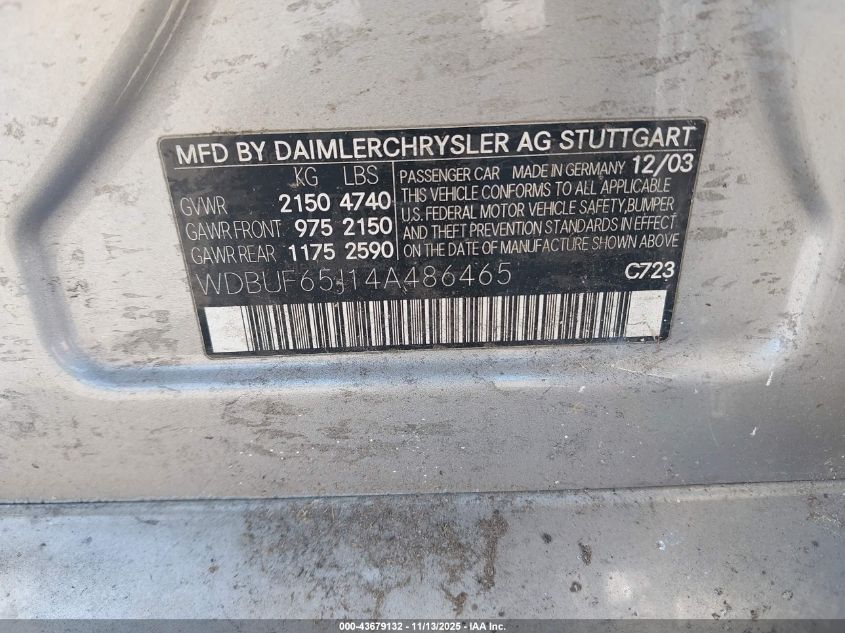 MFD BY DAIMLERCHRYSLER AG STUTTGART
KG LBS
GVWR 2150 4740
GAWR FRONT 975 2150
GAWR REAR 1175 2590
PASSENGER CAR MADE IN GERMANY 12/03
THIS VEHICLE CONFORMS TO ALL APPLICABLE
U.S. FEDERAL MOTOR VEHICLE SAFETY,BUMPER
AND THEFT PREVENTION STANDARDS IN EFFECT
ON THE DATE OF MANUFACTURE SHOWN ABOVE
WDBUF65J14A486465 C723
000-43679132 - 11/13/2025 - IAA Inc.